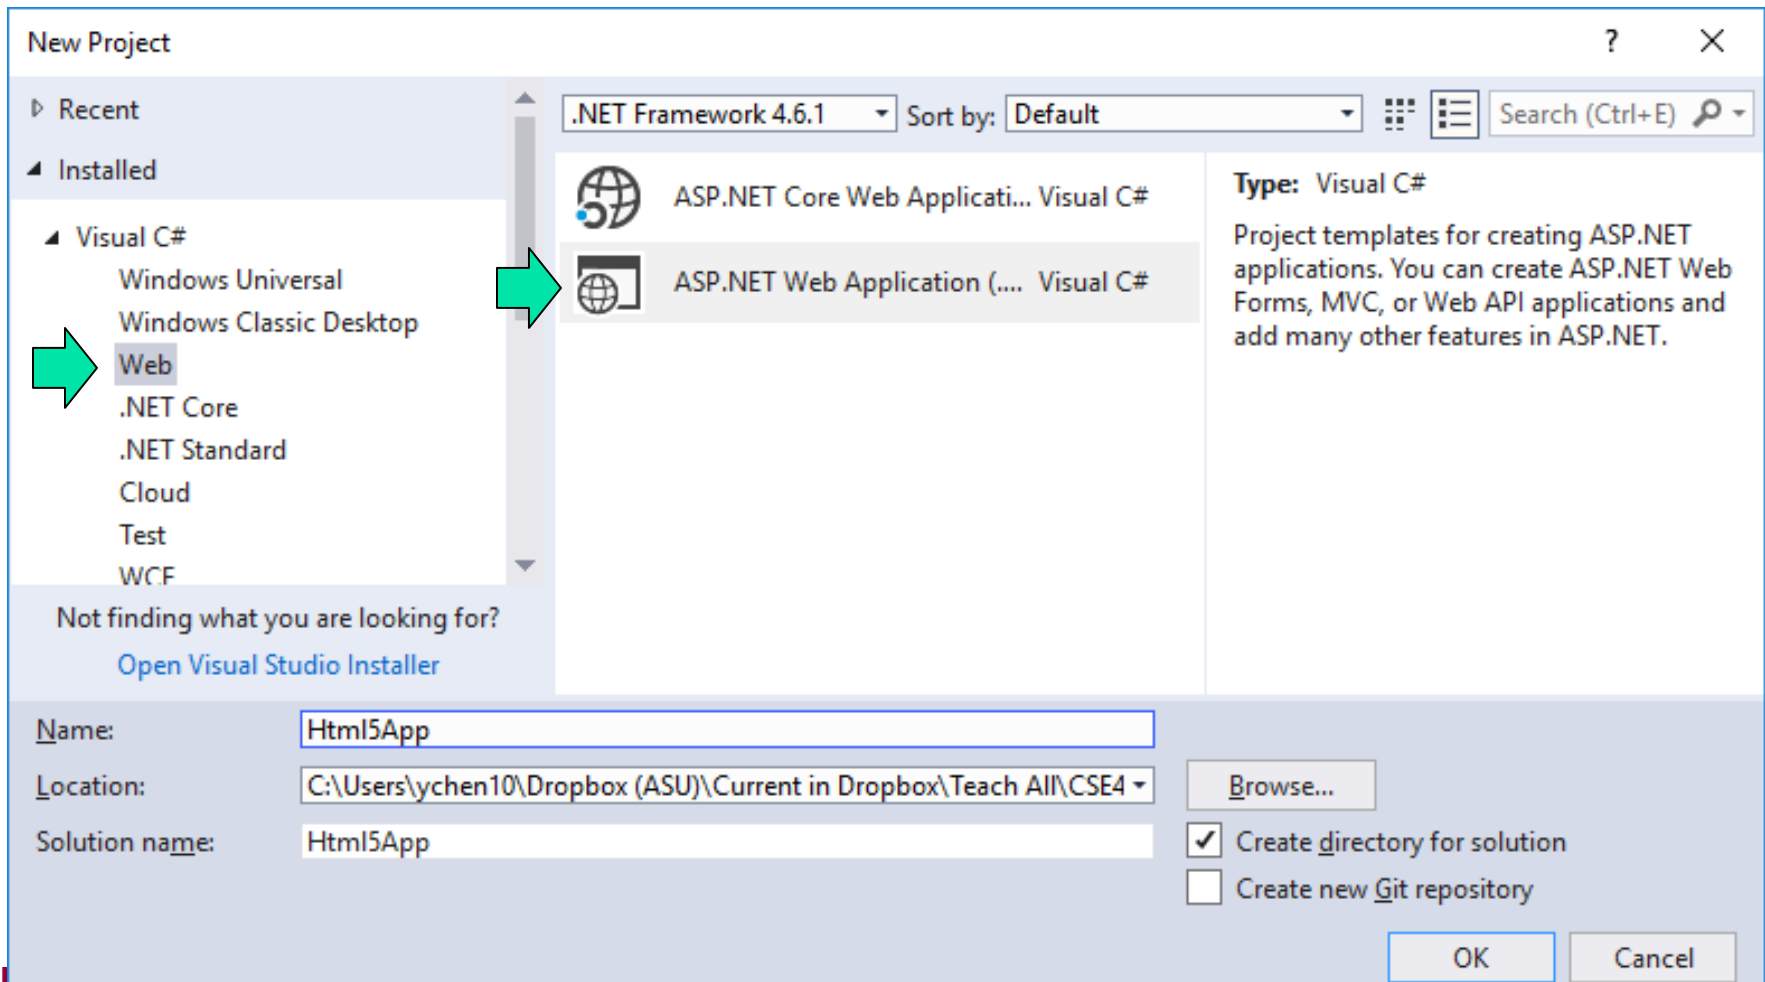 New Project
?
Recent
Installed
Visual C#
Windows Universal
Windows Classic Desktop
Web
.NET Core
.NET Standard
Cloud
Test
WCF
Not finding what you are looking for?
Open Visual Studio Installer
.NET Framework 4.6.1
Sort by: Default
Search (Ctrl+E)
ASP.NET Core Web Applicati... Visual C#
ASP.NET Web Application (.... Visual C#
Type: Visual C#
Project templates for creating ASP.NET
applications. You can create ASP.NET Web
Forms, MVC, or Web API applications and
add many other features in ASP.NET.
Name: Html5App
Location: C:\Users\ychen10\Dropbox (ASU)\Current in Dropbox\Teach All\CSE4
Browse...
Solution name: Html5App
Create directory for solution
Create new Git repository
OK Cancel